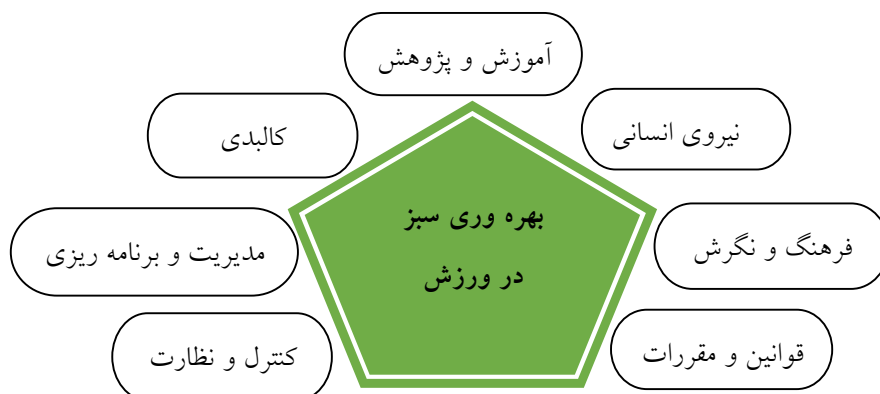 آموزش و پژوهش
نیروی انسانی
کالبدی
بهره وری سبز
در ورزش
فرهنگ و نگرش
مدیریت و برنامه ریزی
قوانین و مقررات
کنترل و نظارت